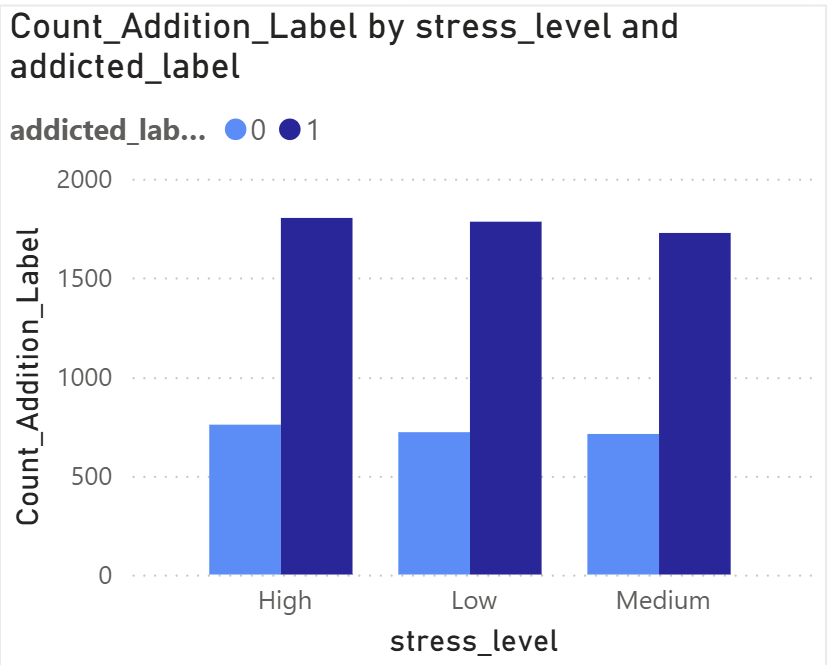 Count_Addition_Label by stress_level and
addicted_label
addicted_lab... 0 1
Count_Addition_Label
2000
1500
1000
500
0
High Low Medium
stress_level